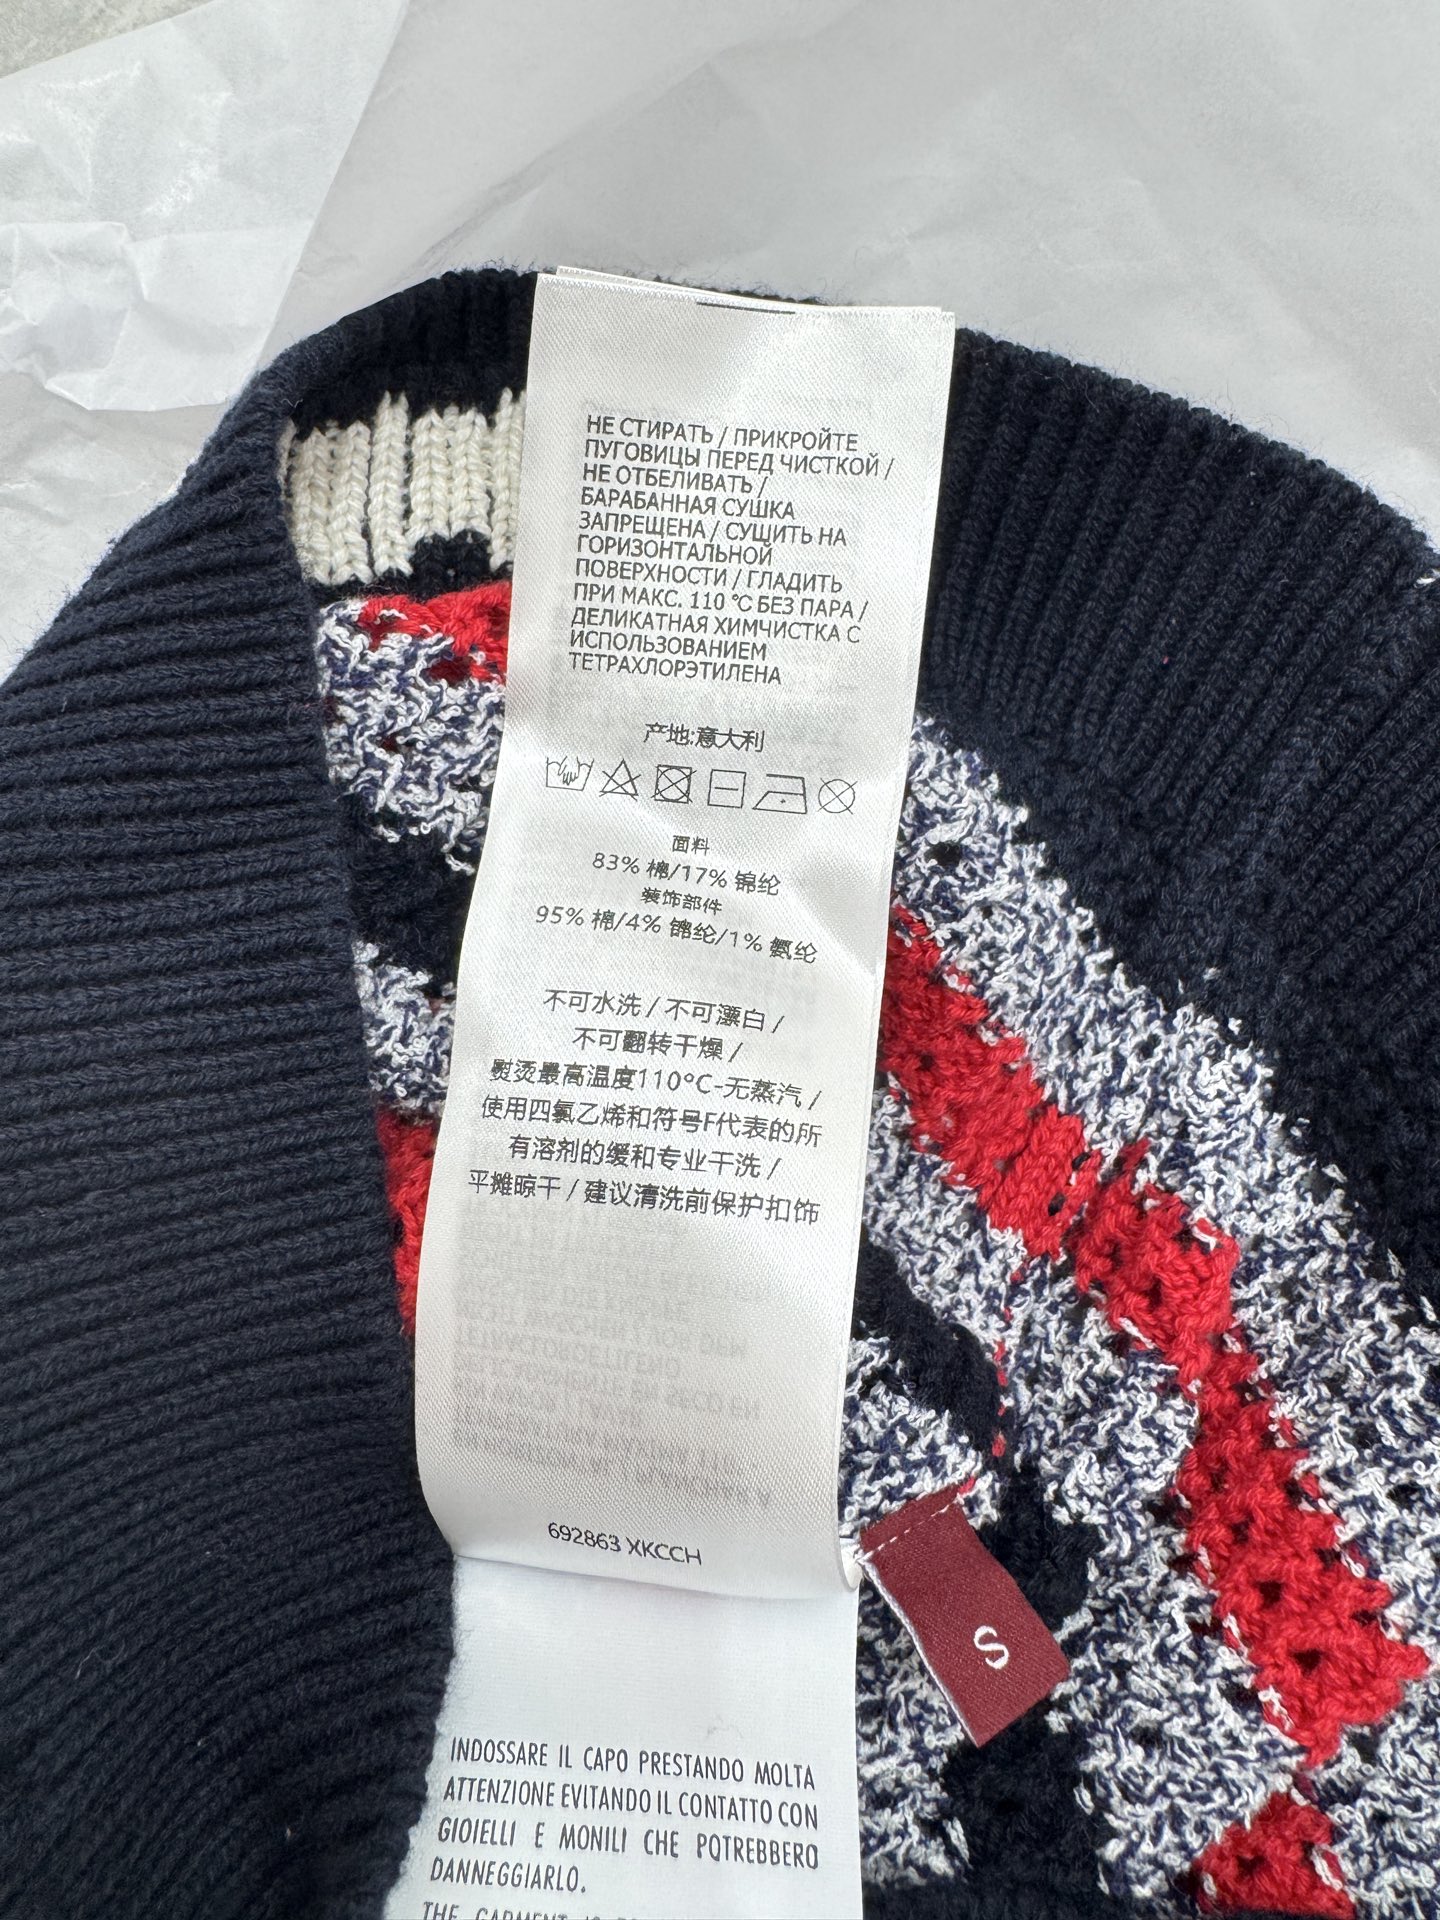 НЕ СТИРАТЬ / ПРИКРОЙТЕ
ПУГОВИЦЫ ПЕРЕД ЧИСТКОЙ /
НЕ ОТБЕЛИВАТЬ /
БАРАБАННАЯ СУШКА
ЗАПРЕЩЕНА / СУШИТЬ НА
ГОРИЗОНТАЛЬНОЙ
ПОВЕРХНОСТИ / ГЛАДИТЬ
ПРИ МАКС. 110 °C БЕЗ ПАРА /
ДЕЛИКАТНАЯ ХИМЧИСТКА С
ИСПОЛЬЗОВАНИЕМ
ТЕТРАХЛОРЭТИЛЕНА
产地:意大利
面料
83% 棉/17% 锦纶
装饰部件
95% 棉/4% 锦纶/1% 氨纶
不可水洗 / 不可漂白 /
不可翻转干燥 /
熨烫最高温度110°C-无蒸汽 /
使用四氯乙烯和符号F代表的所
有溶剂的缓和专业干洗 /
平摊晾干 / 建议清洗前保护扣饰
692863 XKCCH
S
INDOSSARE IL CAPO PRESTANDO MOLTA
ATTENZIONE EVITANDO IL CONTATTO CON
GIOIELLI E MONILI CHE POTREBBERO
DANNEGGIARLO.
THE GARMENT IS